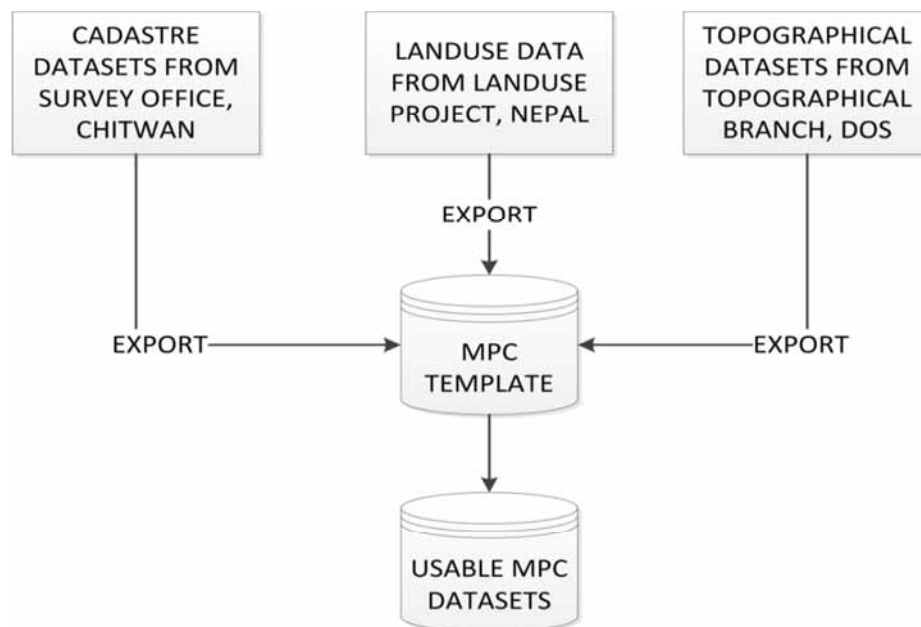 CADASTRE
DATASETS FROM
SURVEY OFFICE,
CHITWAN
LANDUSE DATA
FROM LANDUSE
PROJECT, NEPAL
TOPOGRAPHICAL
DATASETS FROM
TOPOGRAPHICAL
BRANCH, DOS
EXPORT
EXPORT
EXPORT
MPC
TEMPLATE
USABLE MPC
DATASETS